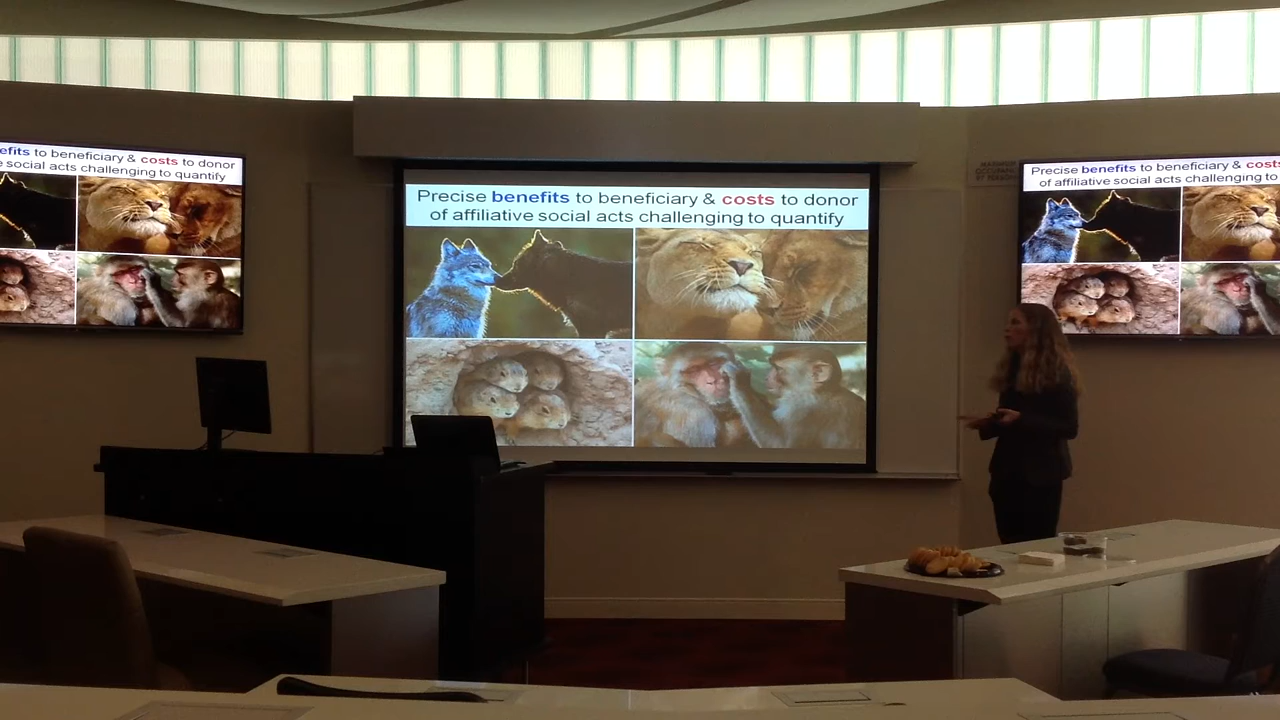 efits to beneficiary & costs to donor
e social acts challenging to quantify
Precise benefits to beneficiary & costs to donor
of affiliative social acts challenging to quantify
MAXIMUM
Precise benefits to beneficiary & costs
of affiliative social acts challenging to